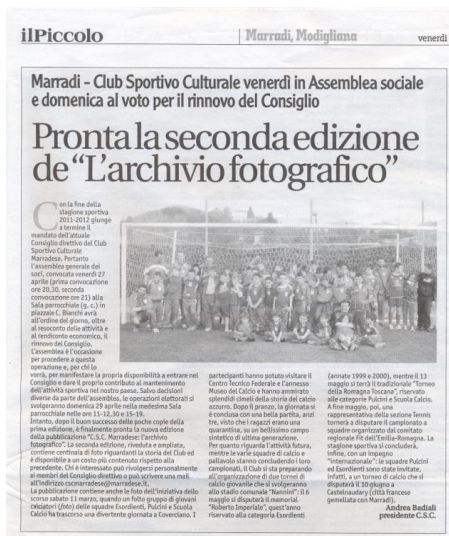 ilPiccolo
Marradi, Modigliana
venerdì
Marradi - Club Sportivo Culturale venerdì in Assemblea sociale
e domenica al voto per il rinnovo del Consiglio
Pronta la seconda edizione
de "L'archivio fotografico"
Con la fine della
stagione sportiva
2011-2012 giunge
a termine il
mandato dell'attuale
Consiglio direttivo del Club
Sportivo Culturale
Marradese. Pertanto
l'assemblea generale dei
soci, convocata venerdì 27
aprile (prima convocazione
ore 20,30, seconda
convocazione ore 21) alla
Sala parrocchiale (g. c.) in
piazzale C. Bianchi avrà
all'ordine del giorno, oltre
al resoconto delle attività e
al rendiconto economico, il
rinnovo del Consiglio.
L'assemblea è l'occasione
per procedere a questa
operazione e, per chi lo
vorrà, per manifestare la propria disponibilità a entrare nel
Consiglio e dare il proprio contributo al mantenimento
dell'attività sportiva nel nostro paese. Salvo decisioni
diverse da parte dell'assemblea, le operazioni elettorali si
svolgeranno domenica 29 aprile nella medesima Sala
parrocchiale nelle ore 11-12,30 e 15-19.
Intanto, dopo il buon successo delle poche copie della
prima edizione, è finalmente pronta la nuova edizione
della pubblicazione "C.S.C. Marradese: l'archivio
fotografico". La seconda edizione, riveduta e ampliata,
contiene centinaia di foto riguardanti la storia del Club ed
è disponibile a un costo più contenuto rispetto alla
precedente. Chi è interessato può rivolgersi personalmente
ai membri del Consiglio direttivo o può scrivere una mail
all'indirizzo cscmarradese@marradese.it.
La pubblicazione contiene anche le foto dell'iniziativa dello
scorso sabato 11 marzo, quando un folto gruppo di giovani
calciatori (foto) delle squadre Esordienti, Pulcini e Scuola
Calcio ha trascorso una divertente giornata a Coverciano. I
partecipanti hanno potuto visitare il
Centro Tecnico Federale e l'annesso
Museo del Calcio e hanno ammirato
splendidi cimeli della storia del calcio
azzurro. Dopo il pranzo, la giornata si
è conclusa con una bella partita, anzi
tre, visto che i ragazzi erano una
quarantina, su un bellissimo campo
sintetico di ultima generazione.
Per quanto riguarda l'attività futura,
mentre le varie squadre di calcio e
pallavolo stanno concludendo i loro
campionati, il Club si sta preparando
all'organizzazione di due tornei di
calcio giovanile che si svolgeranno
allo stadio comunale "Nannini": il 6
maggio si disputerà il memorial
"Roberto Imperiale", quest'anno
riservato alla categoria Esordienti
(annate 1999 e 2000), mentre il 13
maggio si terrà il tradizionale "Torneo
della Romagna Toscana", riservato
alle categorie Pulcini e Scuola Calcio.
A fine maggio, poi, una
rappresentativa della sezione Tennis
tornerà a disputare il campionato a
squadre organizzato dal comitato
regionale Fit dell'Emilia-Romagna. La
stagione sportiva si concluderà,
infine, con un impegno
"internazionale": le squadre Pulcini
ed Esordienti sono state invitate,
infatti, a un torneo di calcio che si
disputerà il 10 giugno a
Castelnaudary (città francese
gemellata con Marradi).
Andrea Badiali
presidente C.S.C.